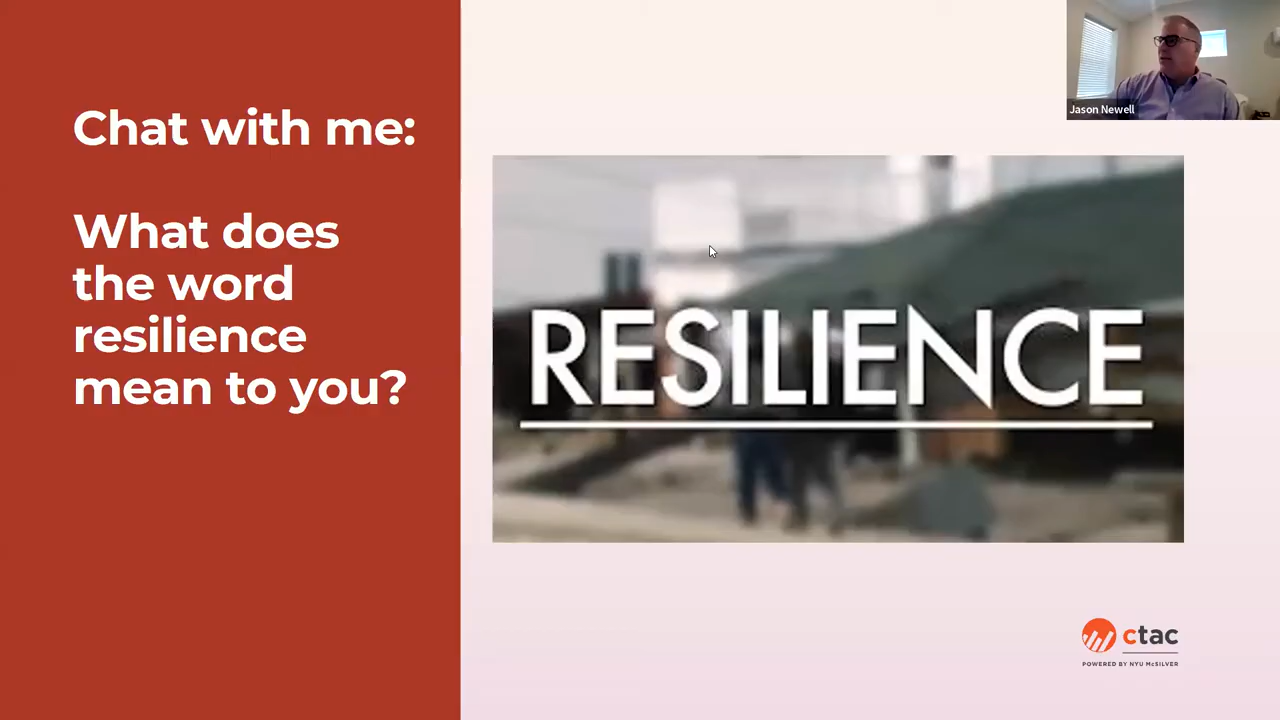 Chat with me:
What does
the word
resilience
mean to you?
Jason Newell
RESILIENCE
ctac
POWERED BY NYU McSILVER